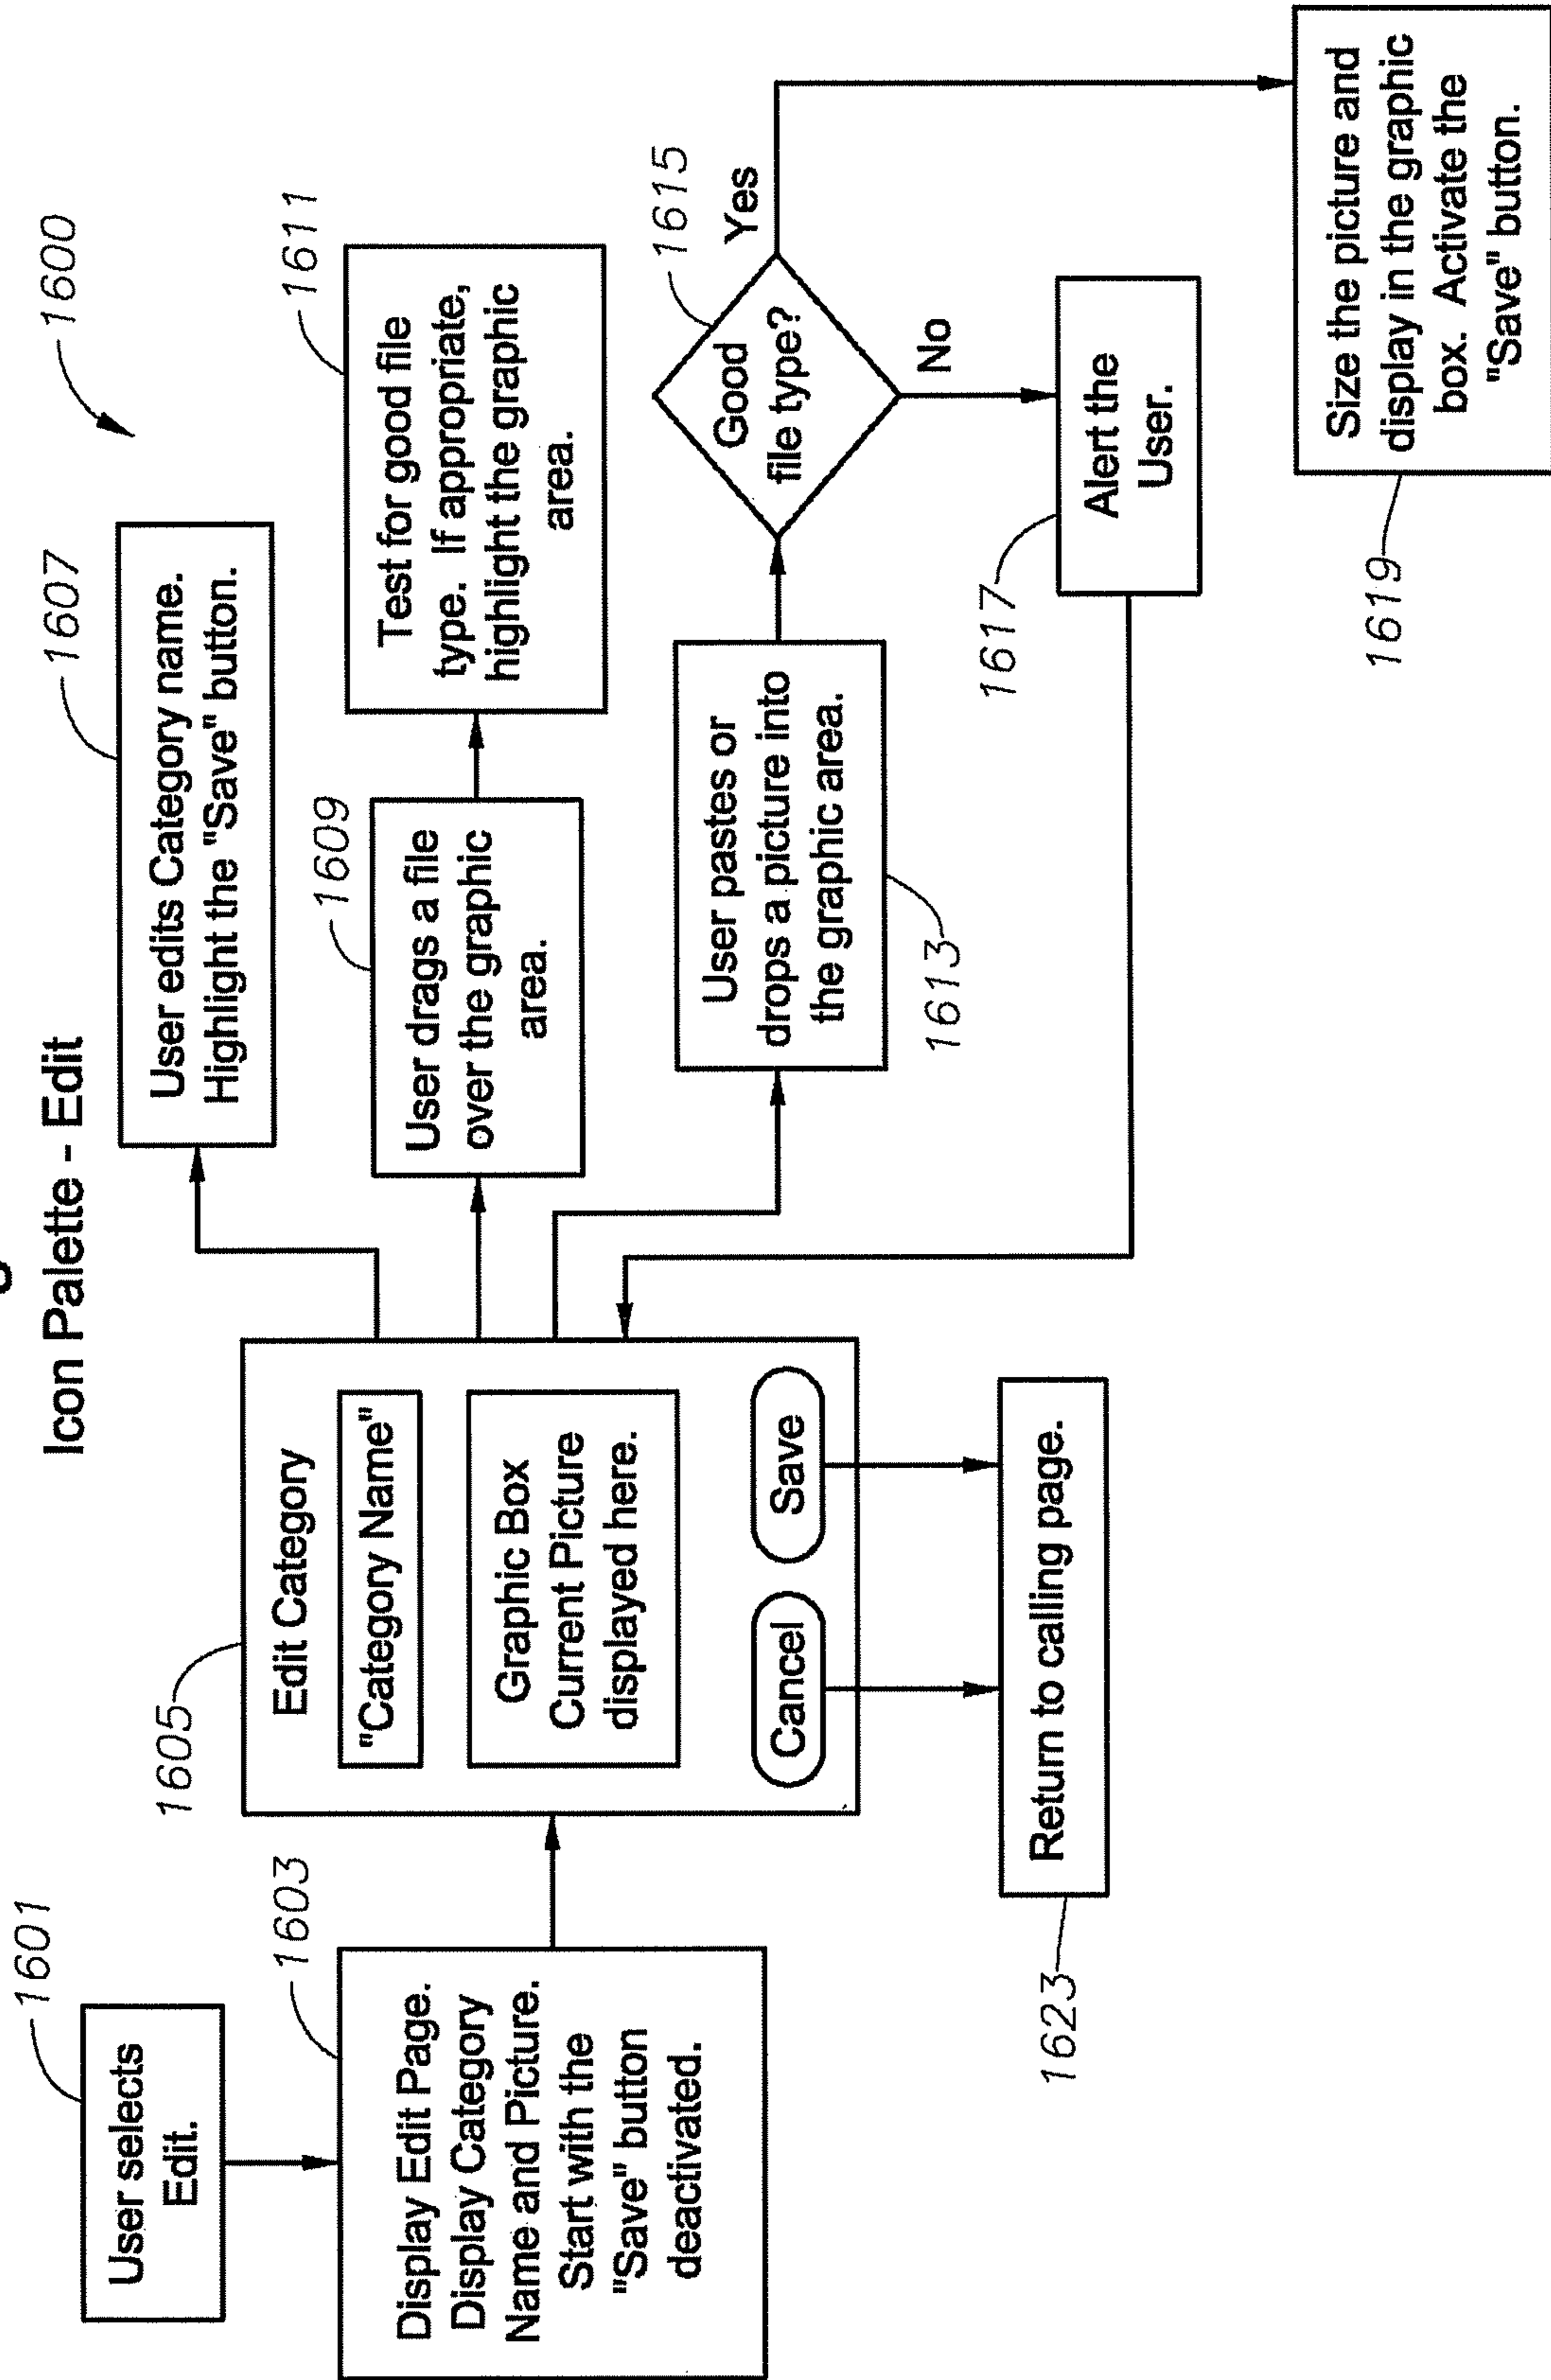 Icon Palette - Edit
1600
1601
User selects
Edit.
1603
Display Edit Page.
Display Category
Name and Picture.
Start with the
"Save" button
deactivated.
1605
Edit Category
"Category Name"
Graphic Box
Current Picture
displayed here.
Cancel
Save
1607
User edits Category name.
Highlight the "Save" button.
1609
User drags a file
over the graphic
area.
1611
Test for good file
type. If appropriate,
highlight the graphic
area.
User pastes or
drops a picture into
the graphic area.
1613
1615
Good
file type?
Yes
No
1617
Alert the
User.
1619
Size the picture and
display in the graphic
box. Activate the
"Save" button.
Return to calling page.
1623